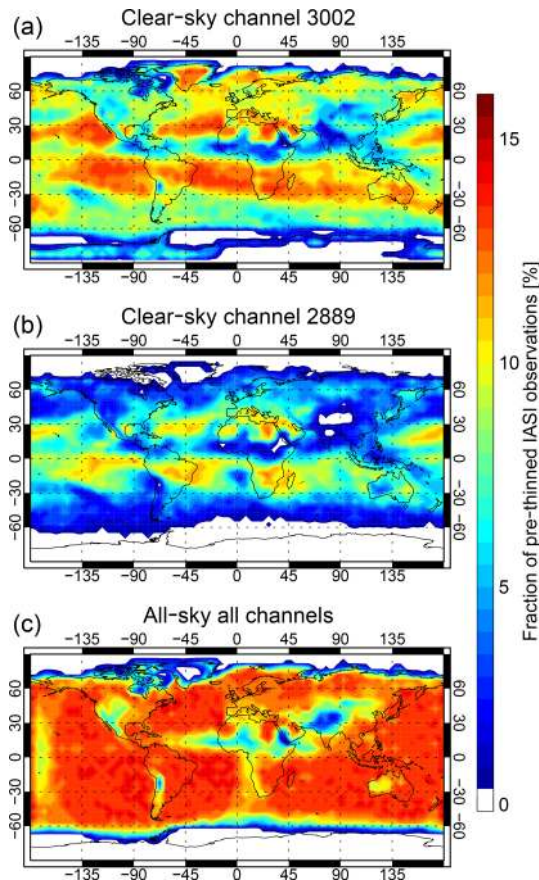 (a) Clear-sky channel 3002
-135 -90 -45 0 45 90 135
60 60
30 30
0 0
-30 -30
-60 -60
-135 -90 -45 0 45 90 135
(b) Clear-sky channel 2889
-135 -90 -45 0 45 90 135
60 60
30 30
0 0
-30 -30
-60 -60
-135 -90 -45 0 45 90 135
(c) All-sky all channels
-135 -90 -45 0 45 90 135
60 60
30 30
0 0
-30 -30
-60 -60
-135 -90 -45 0 45 90 135
15
10
5
0
Fraction of pre-thinned IASI observations [%]